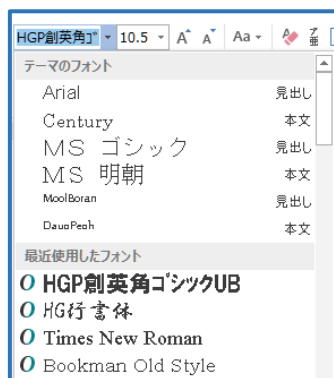 HGP創英角ｺﾞ 10.5 A A Aa ア亜
テーマのフォント
Arial 見出し
Century 本文
MS ゴシック 見出し
MS 明朝 本文
MoolBoran 見出し
DaunPenh 本文
最近使用したフォント
O HGP創英角ｺﾞｼｯｸUB
O HG行書体
O Times New Roman
O Bookman Old Style